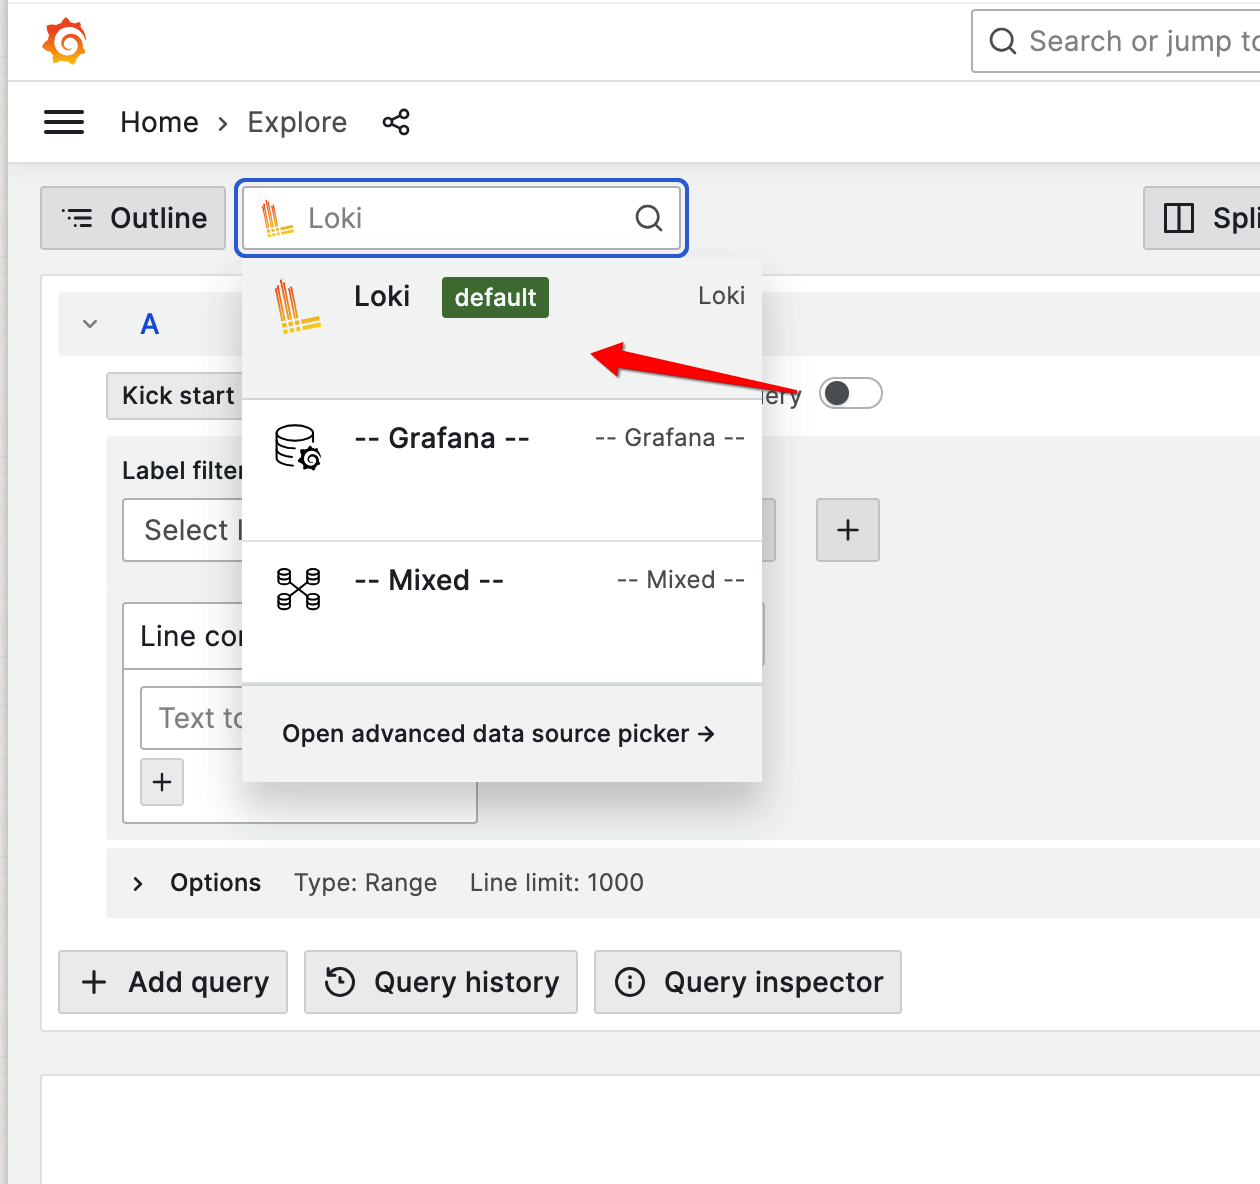 Search or jump to
Home › Explore
Outline
Loki
Spli
Loki default Loki
A
Kick start
-- Grafana -- -- Grafana --
Label filter
Select
-- Mixed -- -- Mixed --
Line con
Text to
Open advanced data source picker →
Options Type: Range Line limit: 1000
Add query
Query history
Query inspector